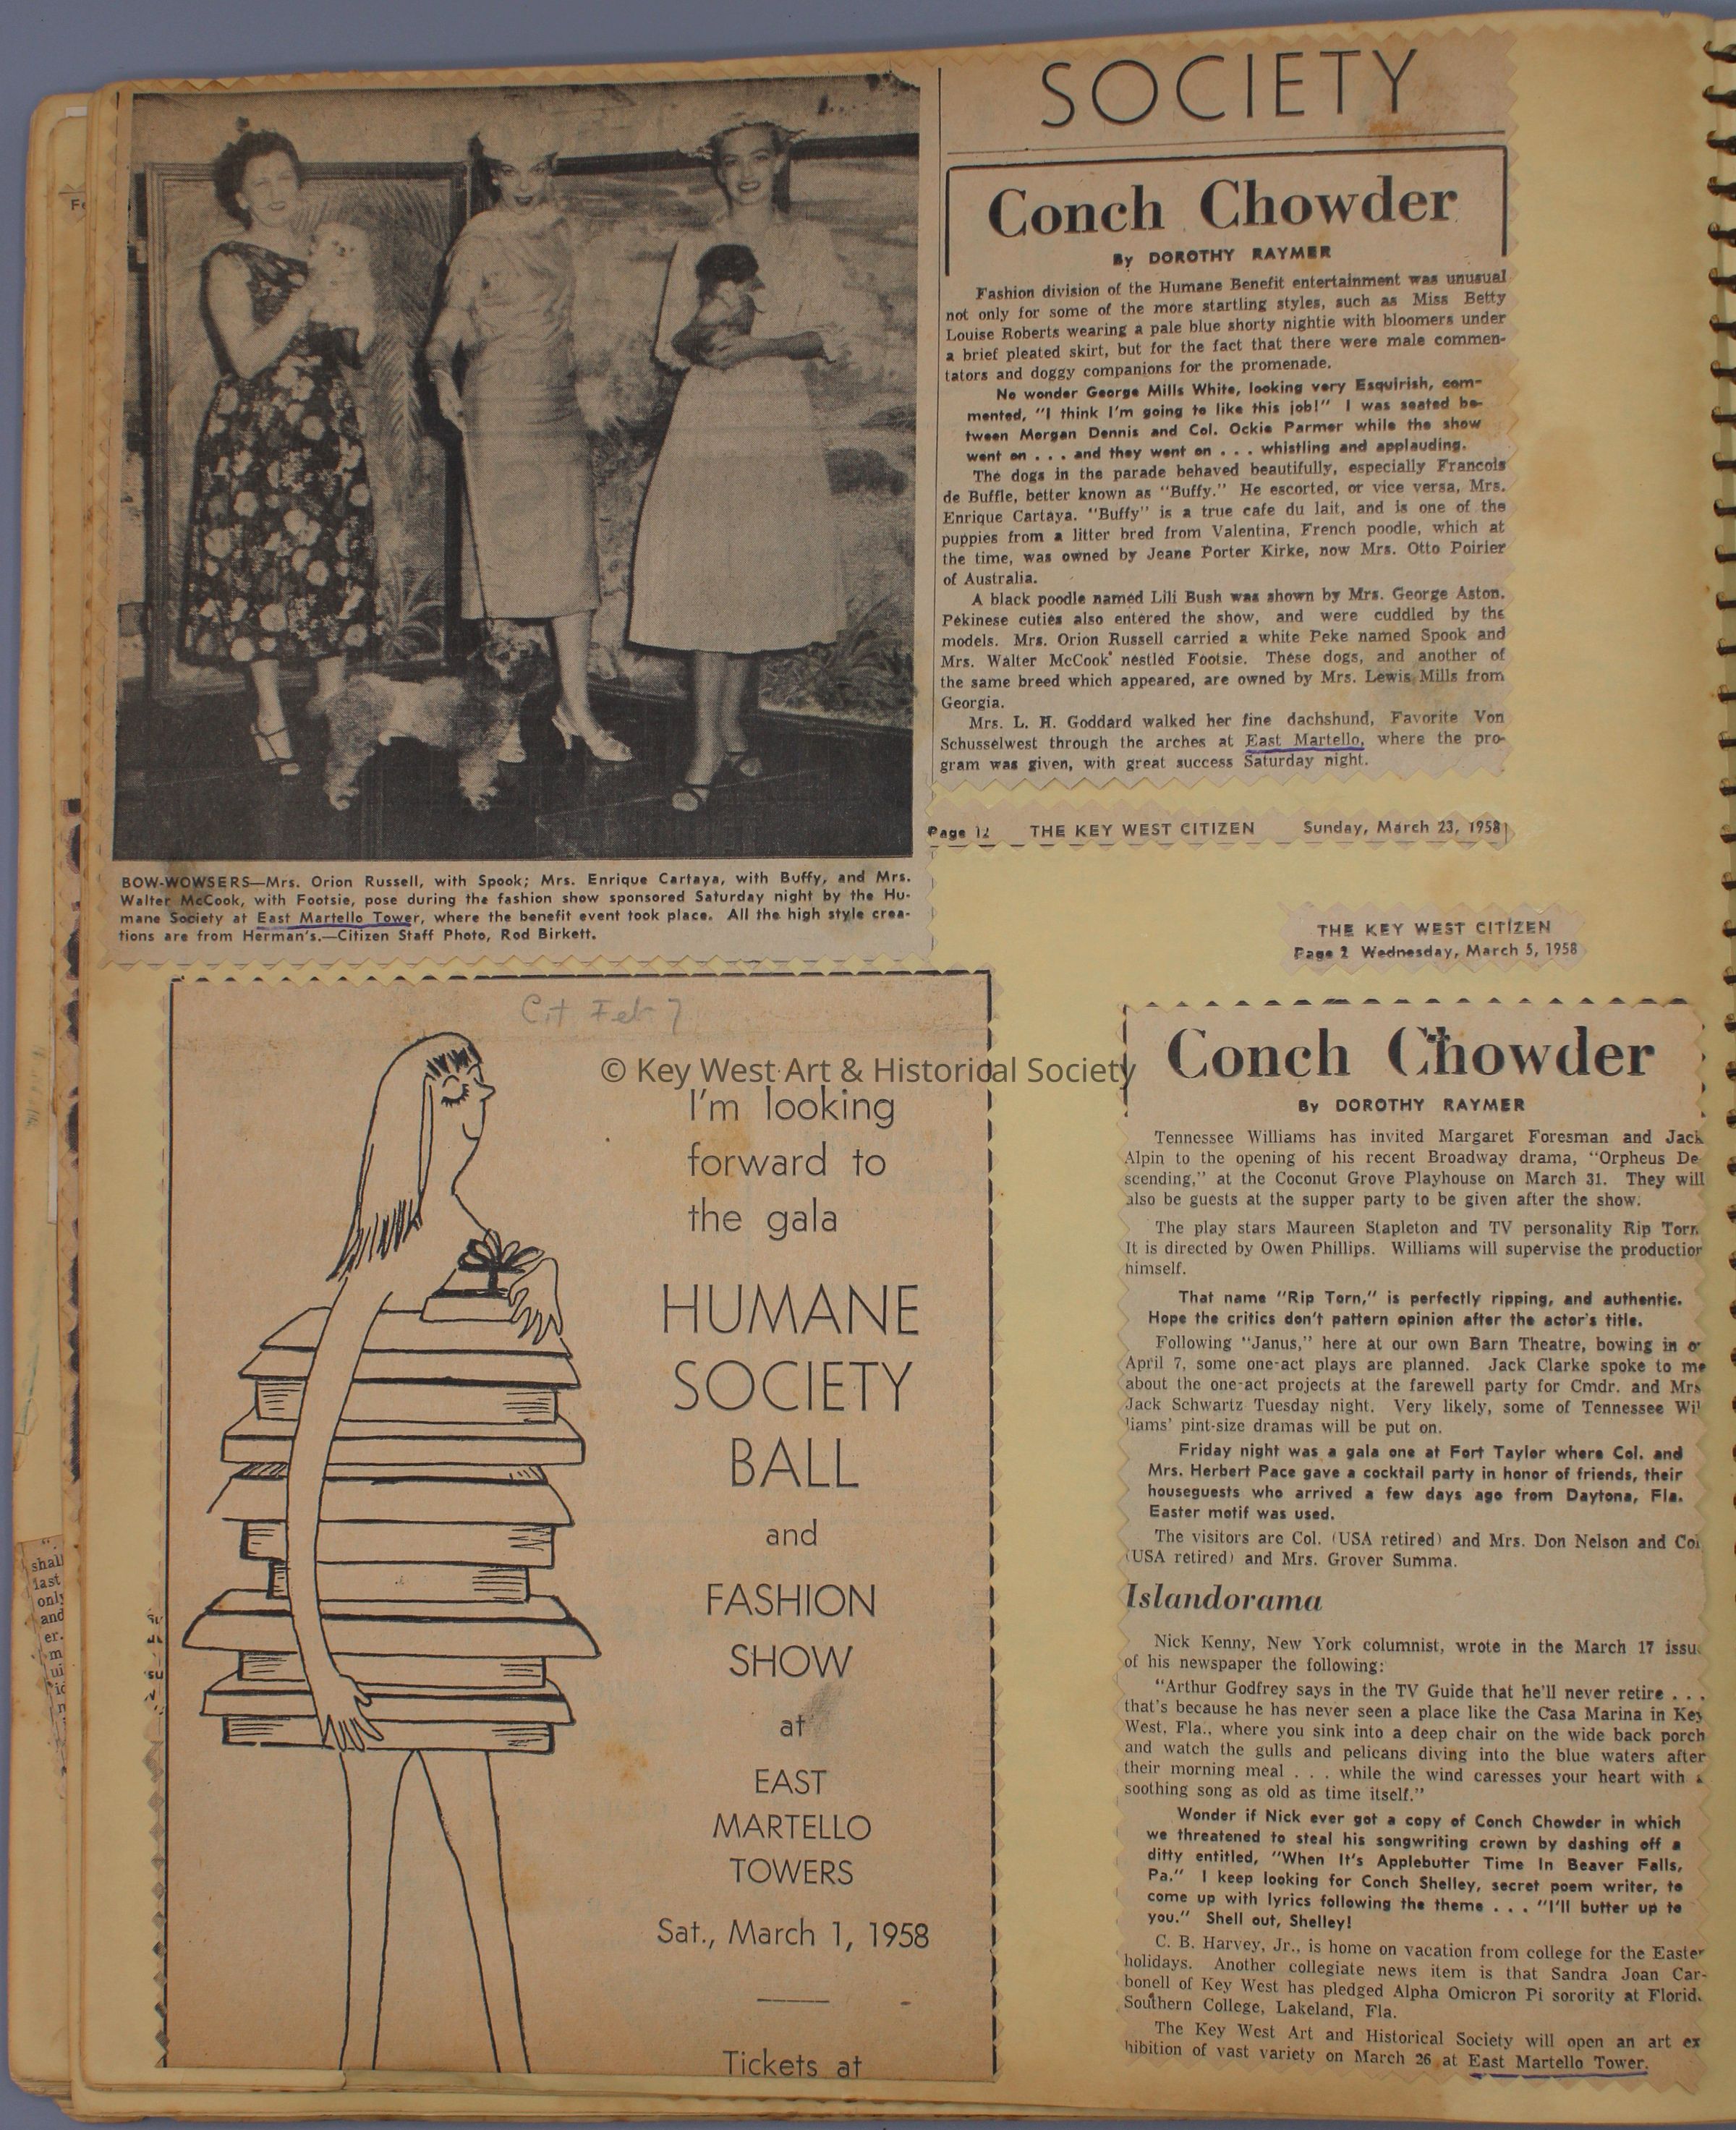 SOCIETY
Conch Chowder
By DOROTHY RAYMER
Fashion division of the Humane Benefit entertainment was unusual
not only for some of the more startling styles, such as Miss Betty
Louise Roberts wearing a pale blue shorty nightie with bloomers under
a brief pleated skirt, but for the fact that there were male commen-
tators and doggy companions for the promenade.
No wonder George Mills White, looking very Esquirish, com-
mented, "I think I'm going to like this job!" I was seated be-
tween Morgan Dennis and Col. Ockie Parmer while the show
went on . . . and they went on . . . whistling and applauding.
The dogs in the parade behaved beautifully, especially Francois
de Buffle, better known as "Buffy." He escorted, or vice versa, Mrs.
Enrique Cartaya. "Buffy" is a true cafe du lait, and is one of the
puppies from a litter bred from Valentina, French poodle, which at
the time, was owned by Jeane Porter Kirke, now Mrs. Otto Poirier
of Australia.
A black poodle named Lili Bush was shown by Mrs. George Aston.
Pekinese cuties also entered the show, and were cuddled by the
models. Mrs. Orion Russell carried a white Peke named Spook and
Mrs. Walter McCook nestled Footsie. These dogs, and another of
the same breed which appeared, are owned by Mrs. Lewis Mills from
Georgia.
Mrs. L. H. Goddard walked her fine dachshund, Favorite Von
Schusselwest through the arches at East Martello, where the pro-
gram was given, with great success Saturday night.
Page 12 THE KEY WEST CITIZEN Sunday, March 23, 1958
BOW-WOWSERS—Mrs. Orion Russell, with Spook; Mrs. Enrique Cartaya, with Buffy, and Mrs.
Walter McCook, with Footsie, pose during the fashion show sponsored Saturday night by the Hu-
mane Society at East Martello Tower, where the benefit event took place. All the high style crea-
tions are from Herman's.—Citizen Staff Photo, Rod Birkett.
THE KEY WEST CITIZEN
Page 2 Wednesday, March 5, 1958
Cit Feb 7
© Key West Art & Historical Society
I'm looking
forward to
the gala
HUMANE
SOCIETY
BALL
and
FASHION
SHOW
at
EAST
MARTELLO
TOWERS
Sat., March 1, 1958
Tickets at
Conch Chowder
By DOROTHY RAYMER
Tennessee Williams has invited Margaret Foresman and Jack
Alpin to the opening of his recent Broadway drama, "Orpheus De
scending," at the Coconut Grove Playhouse on March 31. They will
also be guests at the supper party to be given after the show.
The play stars Maureen Stapleton and TV personality Rip Torn
It is directed by Owen Phillips. Williams will supervise the production
himself.
That name "Rip Torn," is perfectly ripping, and authentic.
Hope the critics don't pattern opinion after the actor's title.
Following "Janus," here at our own Barn Theatre, bowing in o
April 7, some one-act plays are planned. Jack Clarke spoke to me
about the one-act projects at the farewell party for Cmdr. and Mrs
Jack Schwartz Tuesday night. Very likely, some of Tennessee Wil
liams' pint-size dramas will be put on.
Friday night was a gala one at Fort Taylor where Col. and
Mrs. Herbert Pace gave a cocktail party in honor of friends, their
houseguests who arrived a few days ago from Daytona, Fla.
Easter motif was used.
The visitors are Col. (USA retired) and Mrs. Don Nelson and Col
(USA retired) and Mrs. Grover Summa.
Islandorama
Nick Kenny, New York columnist, wrote in the March 17 issu
of his newspaper the following:
"Arthur Godfrey says in the TV Guide that he'll never retire . . .
that's because he has never seen a place like the Casa Marina in Key
West, Fla., where you sink into a deep chair on the wide back porch
and watch the gulls and pelicans diving into the blue waters after
their morning meal . . . while the wind caresses your heart with a
soothing song as old as time itself."
Wonder if Nick ever got a copy of Conch Chowder in which
we threatened to steal his songwriting crown by dashing off a
ditty entitled, "When It's Applebutter Time In Beaver Falls,
Pa." I keep looking for Conch Shelley, secret poem writer, to
come up with lyrics following the theme . . . "I'll butter up to
you." Shell out, Shelley!
C. B. Harvey, Jr., is home on vacation from college for the Easter
holidays. Another collegiate news item is that Sandra Joan Car-
bonell of Key West has pledged Alpha Omicron Pi sorority at Florid.
Southern College, Lakeland, Fla.
The Key West Art and Historical Society will open an art ex
hibition of vast variety on March 26 at East Martello Tower.
shall
last
only
and
er.